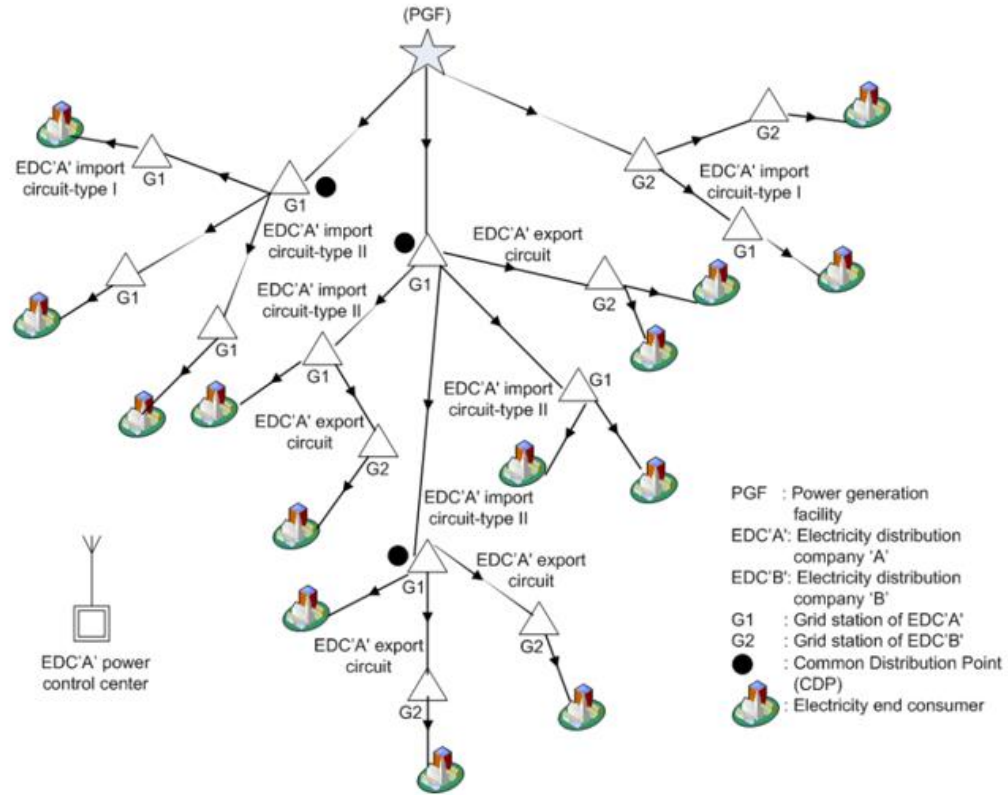 (PGF)
G2
EDC'A' import
circuit-type I
G1
G2
EDC'A' import
circuit-type I
G1
EDC'A' import
circuit-type II
EDC'A' export
circuit
G1
G1
G1
EDC'A' import
circuit-type II
G2
G1
G1
G1
EDC'A' import
circuit-type II
EDC'A' export
circuit
G2
EDC'A' import
circuit-type II
G1
EDC'A' export
circuit
EDC'A' export
circuit
G2
G2
EDC'A' power
control center
PGF : Power generation
facility
EDC'A': Electricity distribution
company 'A'
EDC'B': Electricity distribution
company 'B'
G1 : Grid station of EDC'A'
G2 : Grid station of EDC'B'
: Common Distribution Point
(CDP)
: Electricity end consumer